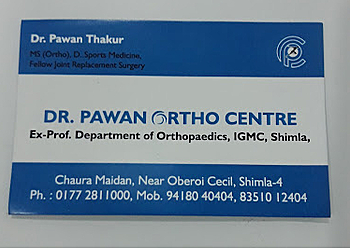 Dr. Pawan Thakur
MS (Ortho), D. Sports Medicine,
Fellow Joint Replacement Surgery
DR. PAWAN ORTHO CENTRE
Ex-Prof. Department of Orthopaedics, IGMC, Shimla,
Chaura Maidan, Near Oberoi Cecil, Shimla-4
Ph. : 0177 2811000, Mob. 94180 40404, 83510 12404